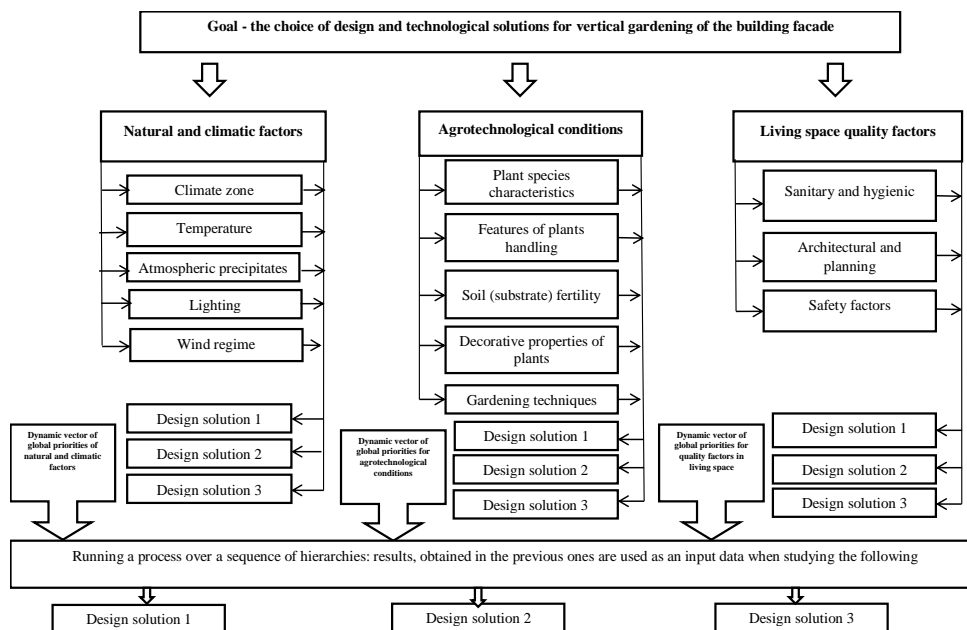 Goal - the choice of design and technological solutions for vertical gardening of the building facade
Natural and climatic factors
Climate zone
Temperature
Atmospheric precipitates
Lighting
Wind regime
Design solution 1
Design solution 2
Design solution 3
Dynamic vector of
global priorities of
natural and climatic
factors
Agrotechnological conditions
Plant species
characteristics
Features of plants
handling
Soil (substrate) fertility
Decorative properties of
plants
Gardening techniques
Design solution 1
Design solution 2
Design solution 3
Dynamic vector of
global priorities for
agrotechnological
conditions
Living space quality factors
Sanitary and hygienic
Architectural and
planning
Safety factors
Design solution 1
Design solution 2
Design solution 3
Dynamic vector of
global priorities for
quality factors in
living space
Running a process over a sequence of hierarchies: results, obtained in the previous ones are used as an input data when studying the following
Design solution 1
Design solution 2
Design solution 3